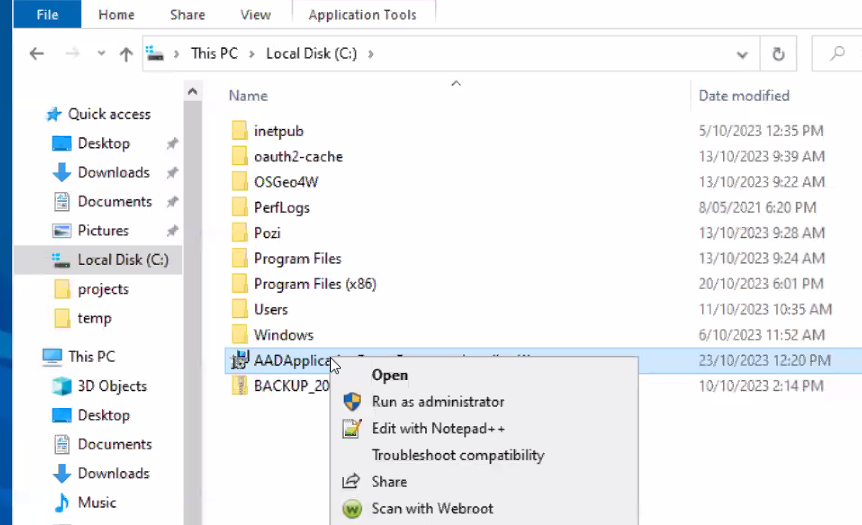 File Home Share View Application Tools
This PC Local Disk (C:)
Name Date modified
Quick access
Desktop
Downloads
Documents
Pictures
Local Disk (C:)
projects
temp
This PC
3D Objects
Desktop
Documents
Downloads
Music
inetpub 5/10/2023 12:35 PM
oauth2-cache 13/10/2023 9:39 AM
OSGeo4W 13/10/2023 9:22 AM
PerfLogs 8/05/2021 6:20 PM
Pozi 13/10/2023 9:28 AM
Program Files 13/10/2023 9:24 AM
Program Files (x86) 20/10/2023 6:01 PM
Users 11/10/2023 10:35 AM
Windows 6/10/2023 11:52 AM
AADApplica 23/10/2023 12:20 PM
BACKUP_20 10/10/2023 2:14 PM
Open
Run as administrator
Edit with Notepad++
Troubleshoot compatibility
Share
Scan with Webroot